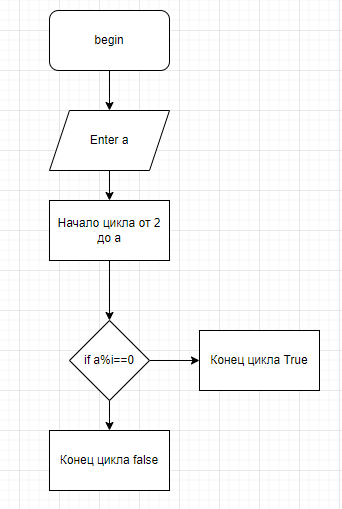 begin
Enter a
Начало цикла от 2
до a
if a%i==0
Конец цикла True
Конец цикла false